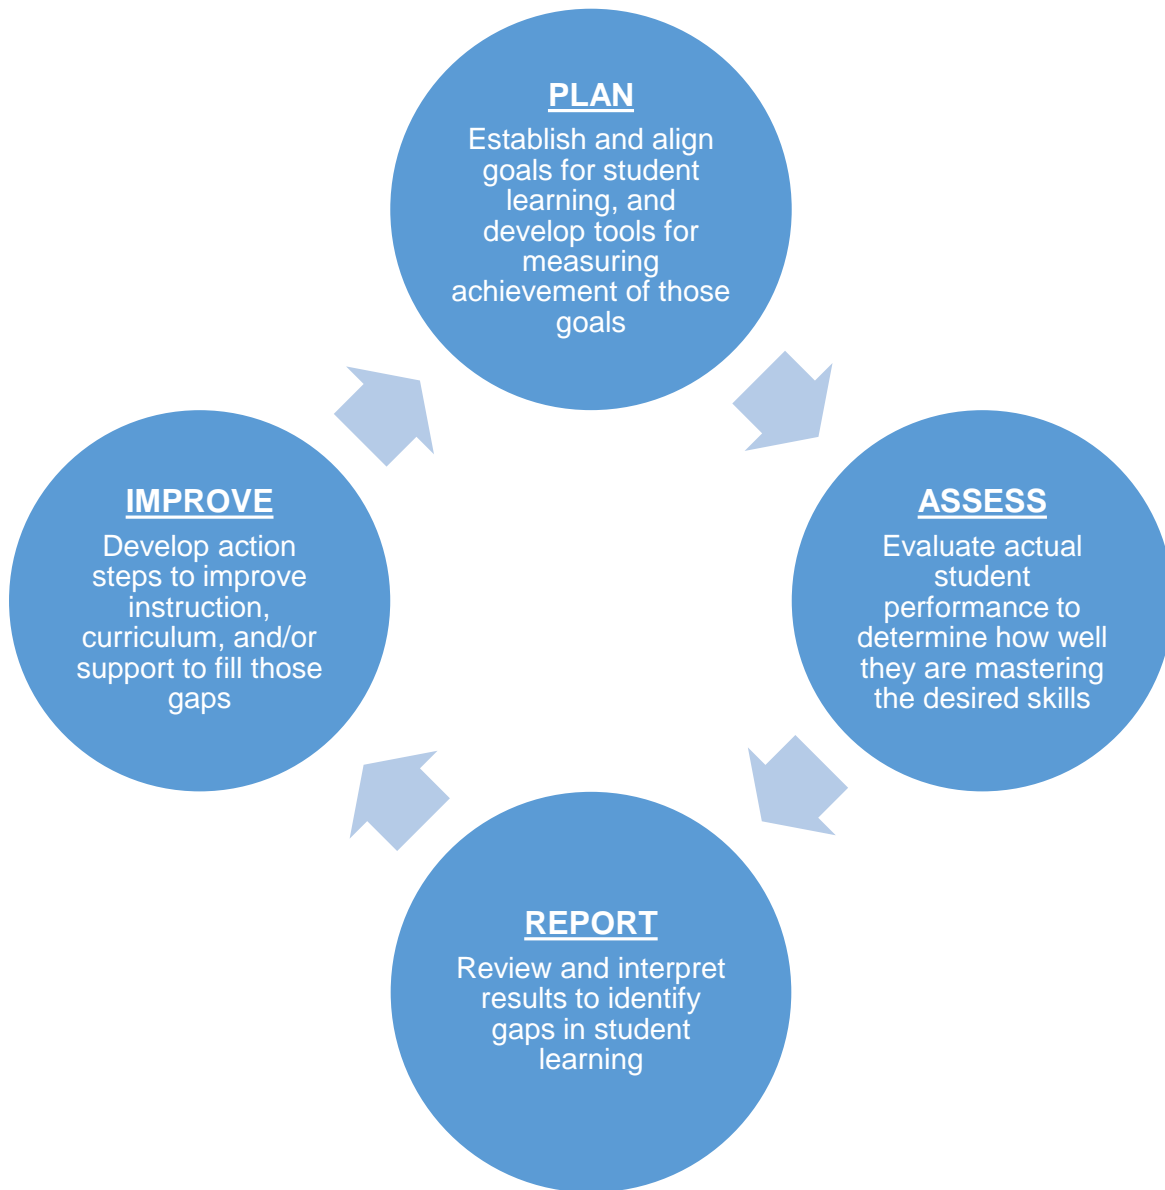 PLAN
Establish and align
goals for student
learning, and
develop tools for
measuring
achievement of those
goals
ASSESS
Evaluate actual
student
performance to
determine how well
they are mastering
the desired skills
REPORT
Review and interpret
results to identify
gaps in student
learning
IMPROVE
Develop action
steps to improve
instruction,
curriculum, and/or
support to fill those
gaps